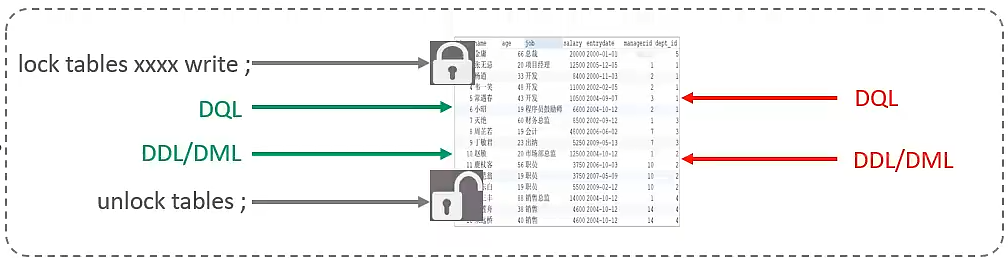 name age job salary entrydate managerid dept_id
金庸 66 总裁 20000 2000-01-01 5
lock tables xxxx write ;
张无忌 20 项目经理 12500 2005-12-05 1 1
杨逍 33 开发 8400 2000-11-03 2 1
韦一笑 48 开发 11000 2002-02-05 2 1
5 常遇春 43 开发 10500 2004-09-07 3 1
DQL
6 小昭 19 程序员鼓励师 6600 2004-10-12 2 1
DQL
7 灭绝 60 财务总监 8500 2002-09-12 1 3
8 周芷若 19 会计 48000 2006-06-02 7 3
9 丁敏君 23 出纳 5250 2009-05-13 7 3
DDL/DML
10 赵敏 20 市场部总监 12500 2004-10-12 1 2
DDL/DML
11 鹿杖客 56 职员 3750 2006-10-03 10 2
19 职员 3750 2007-05-09 10 2
东白 19 职员 5500 2009-02-12 10 2
unlock tables ;
88 销售总监 14000 2004-10-12 1 4
38 销售 4600 2004-10-12 14 4
40 销售 4600 2004-10-12 14 4